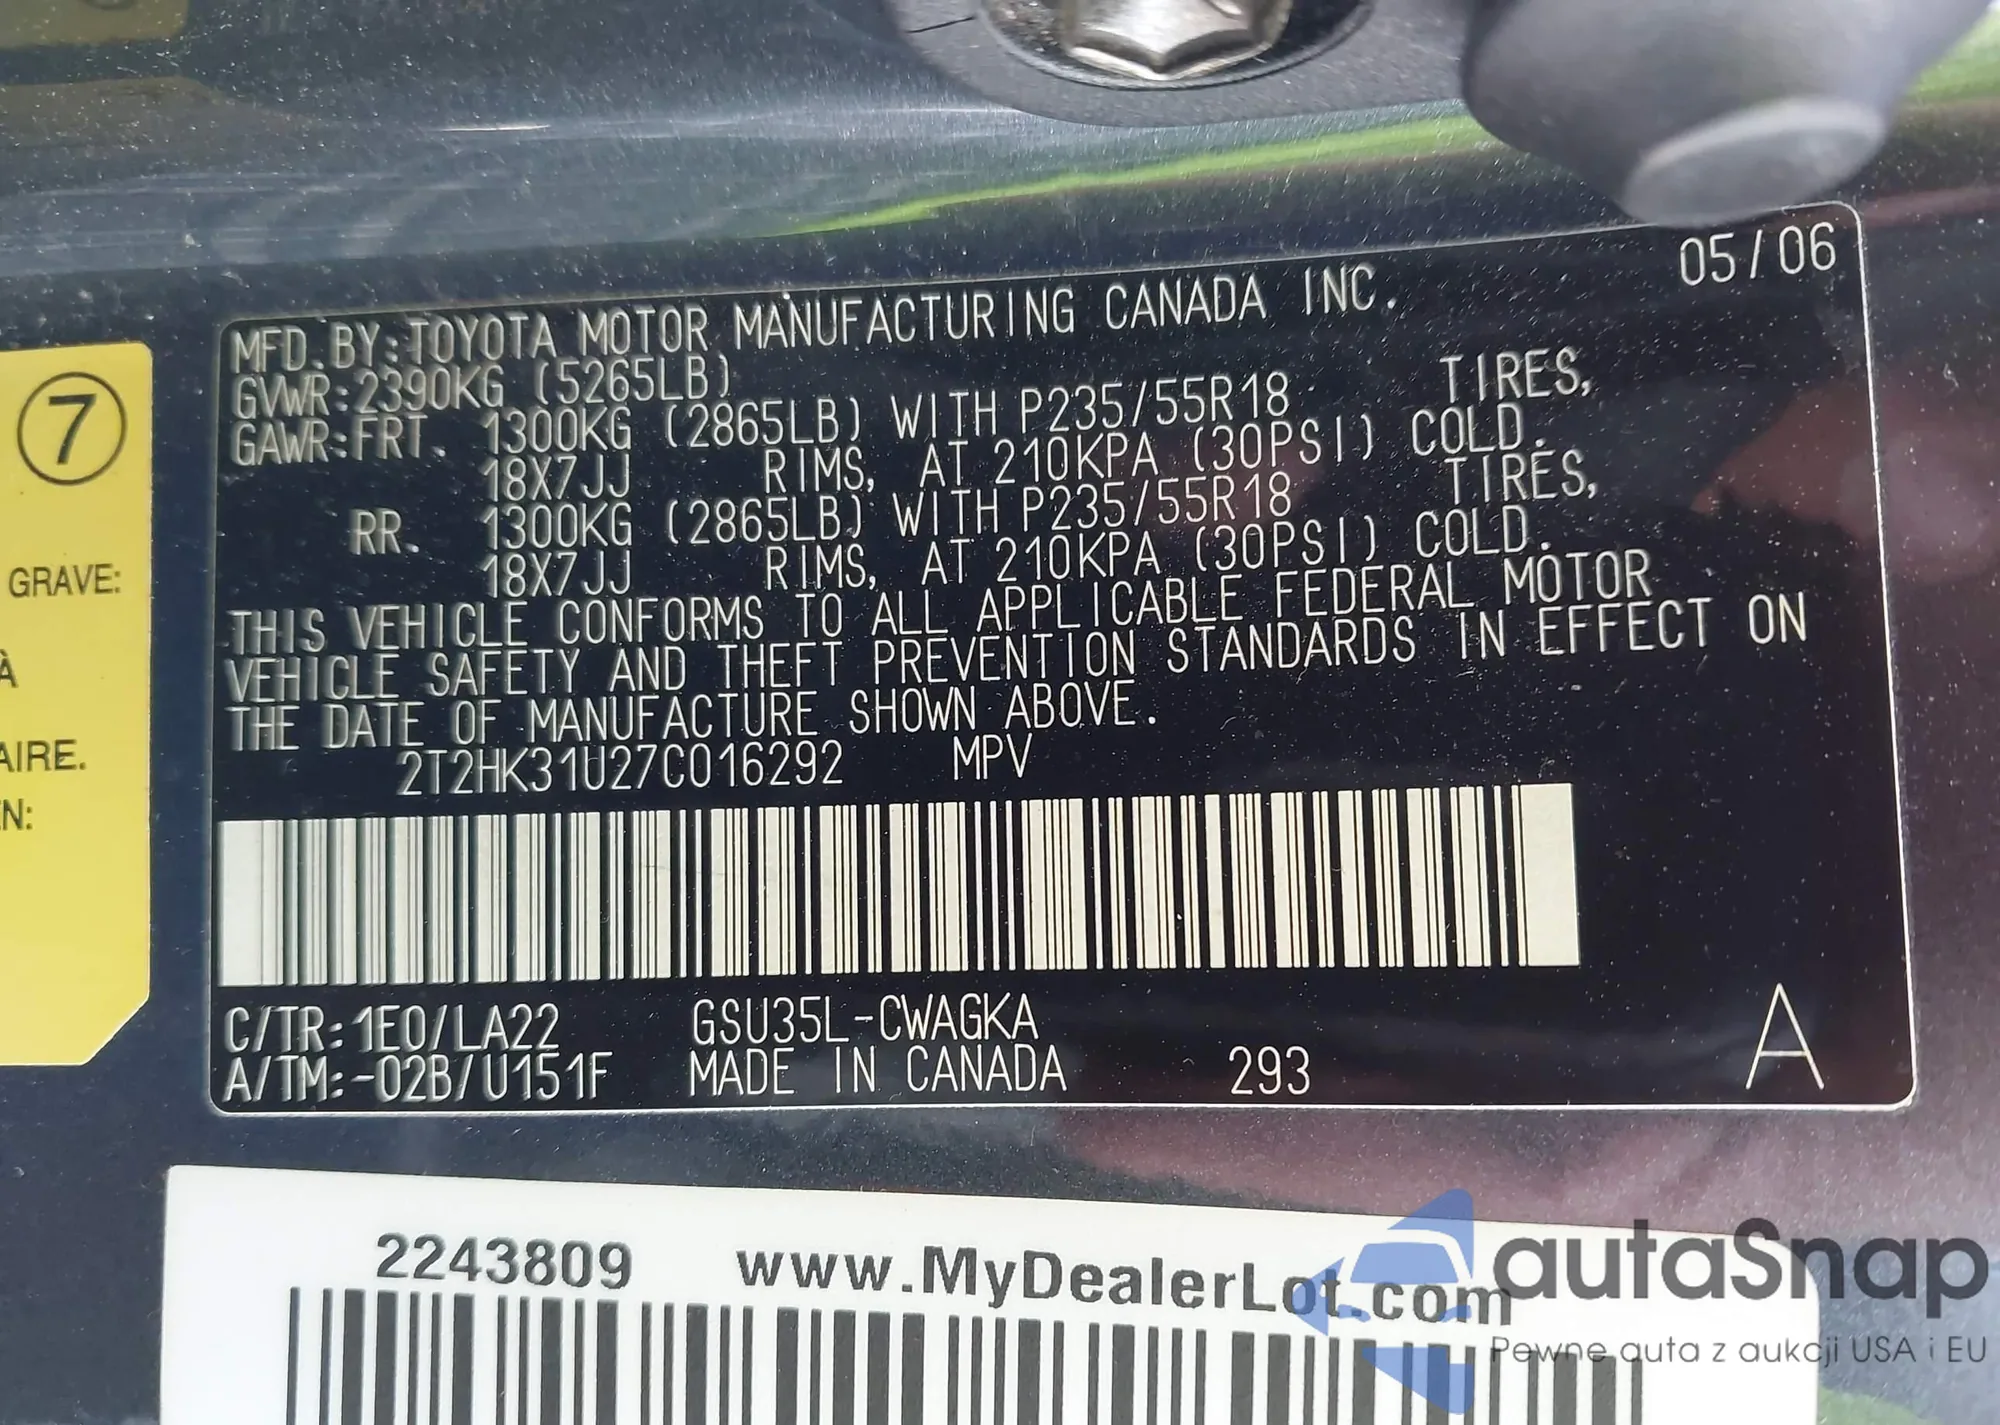 05/06
MFD. BY:TOYOTA MOTOR MANUFACTURING CANADA INC.
GVWR:2390KG (5265LB)
GAWR:FRT. 1300KG (2865LB) WITH P235/55R18 TIRES,
18X7JJ RIMS, AT 210KPA (30PSI) COLD.
RR. 1300KG (2865LB) WITH P235/55R18 TIRES,
18X7JJ RIMS, AT 210KPA (30PSI) COLD.
THIS VEHICLE CONFORMS TO ALL APPLICABLE FEDERAL MOTOR
VEHICLE SAFETY AND THEFT PREVENTION STANDARDS IN EFFECT ON
THE DATE OF MANUFACTURE SHOWN ABOVE.
2T2HK31U27C016292 MPV
C/TR:1E0/LA22 GSU35L-CWAGKA
A/TM:-02B/U151F MADE IN CANADA 293 A
7
GRAVE:
À
AIRE.
EN:
2243809 www.MyDealerLot.com
autaSnap
Pewne auta z aukcji USA i EU